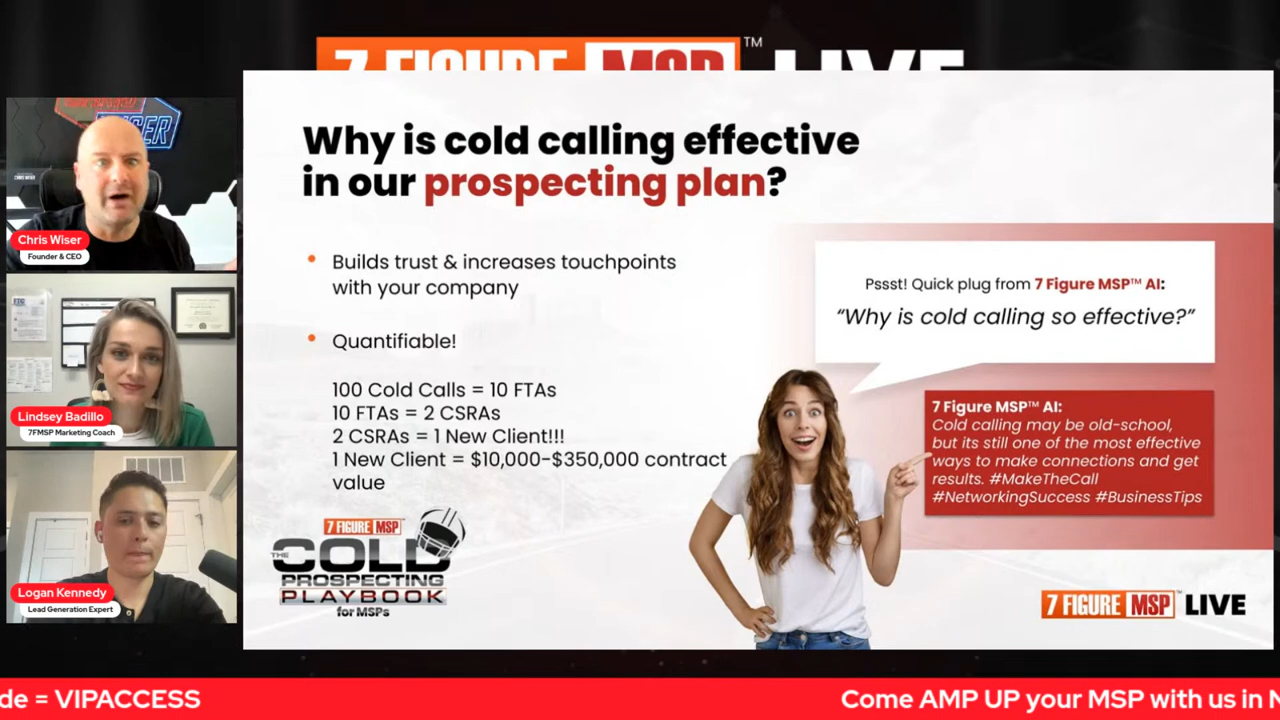 7 FIGURE MSP™ LIVE
Why is cold calling effective
in our prospecting plan?
• Builds trust & increases touchpoints
with your company
• Quantifiable!
100 Cold Calls = 10 FTAs
10 FTAs = 2 CSRAs
2 CSRAs = 1 New Client!!!
1 New Client = $10,000-$350,000 contract
value
Pssst! Quick plug from 7 Figure MSP™ AI:
“Why is cold calling so effective?”
7 Figure MSP™ AI:
Cold calling may be old-school,
but its still one of the most effective
ways to make connections and get
results. #MakeTheCall
#NetworkingSuccess #BusinessTips
7 FIGURE MSP
THE COLD
PROSPECTING
PLAYBOOK
for MSPs
7 FIGURE MSP™ LIVE
Chris Wiser
Founder & CEO
Lindsey Badillo
7FMSP Marketing Coach
Logan Kennedy
Lead Generation Expert
de = VIPACCESS
Come AMP UP your MSP with us in N